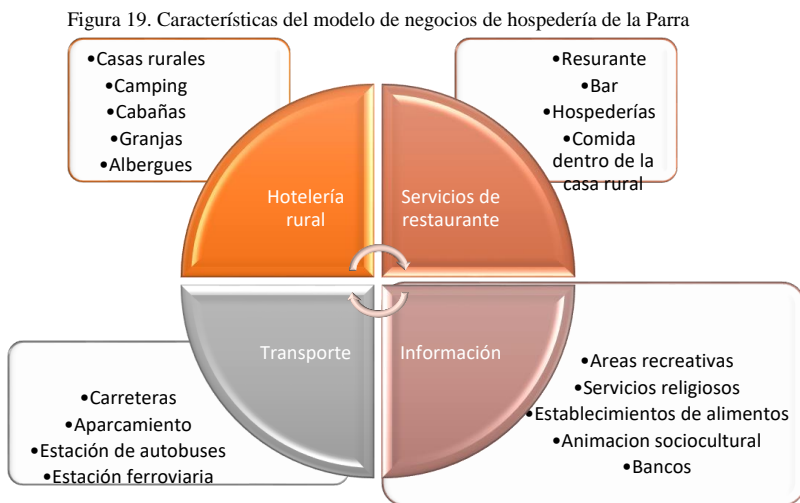 Figura 19. Características del modelo de negocios de hospedería de la Parra
•Casas rurales
•Camping
•Cabañas
•Granjas
•Albergues
•Resurante
•Bar
•Hospederías
•Comida
dentro de la
casa rural
Hotelería
rural
Servicios de
restaurante
Transporte
Información
•Carreteras
•Aparcamiento
•Estación de autobuses
•Estación ferroviaria
•Areas recreativas
•Servicios religiosos
•Establecimientos de alimentos
•Animacion sociocultural
•Bancos